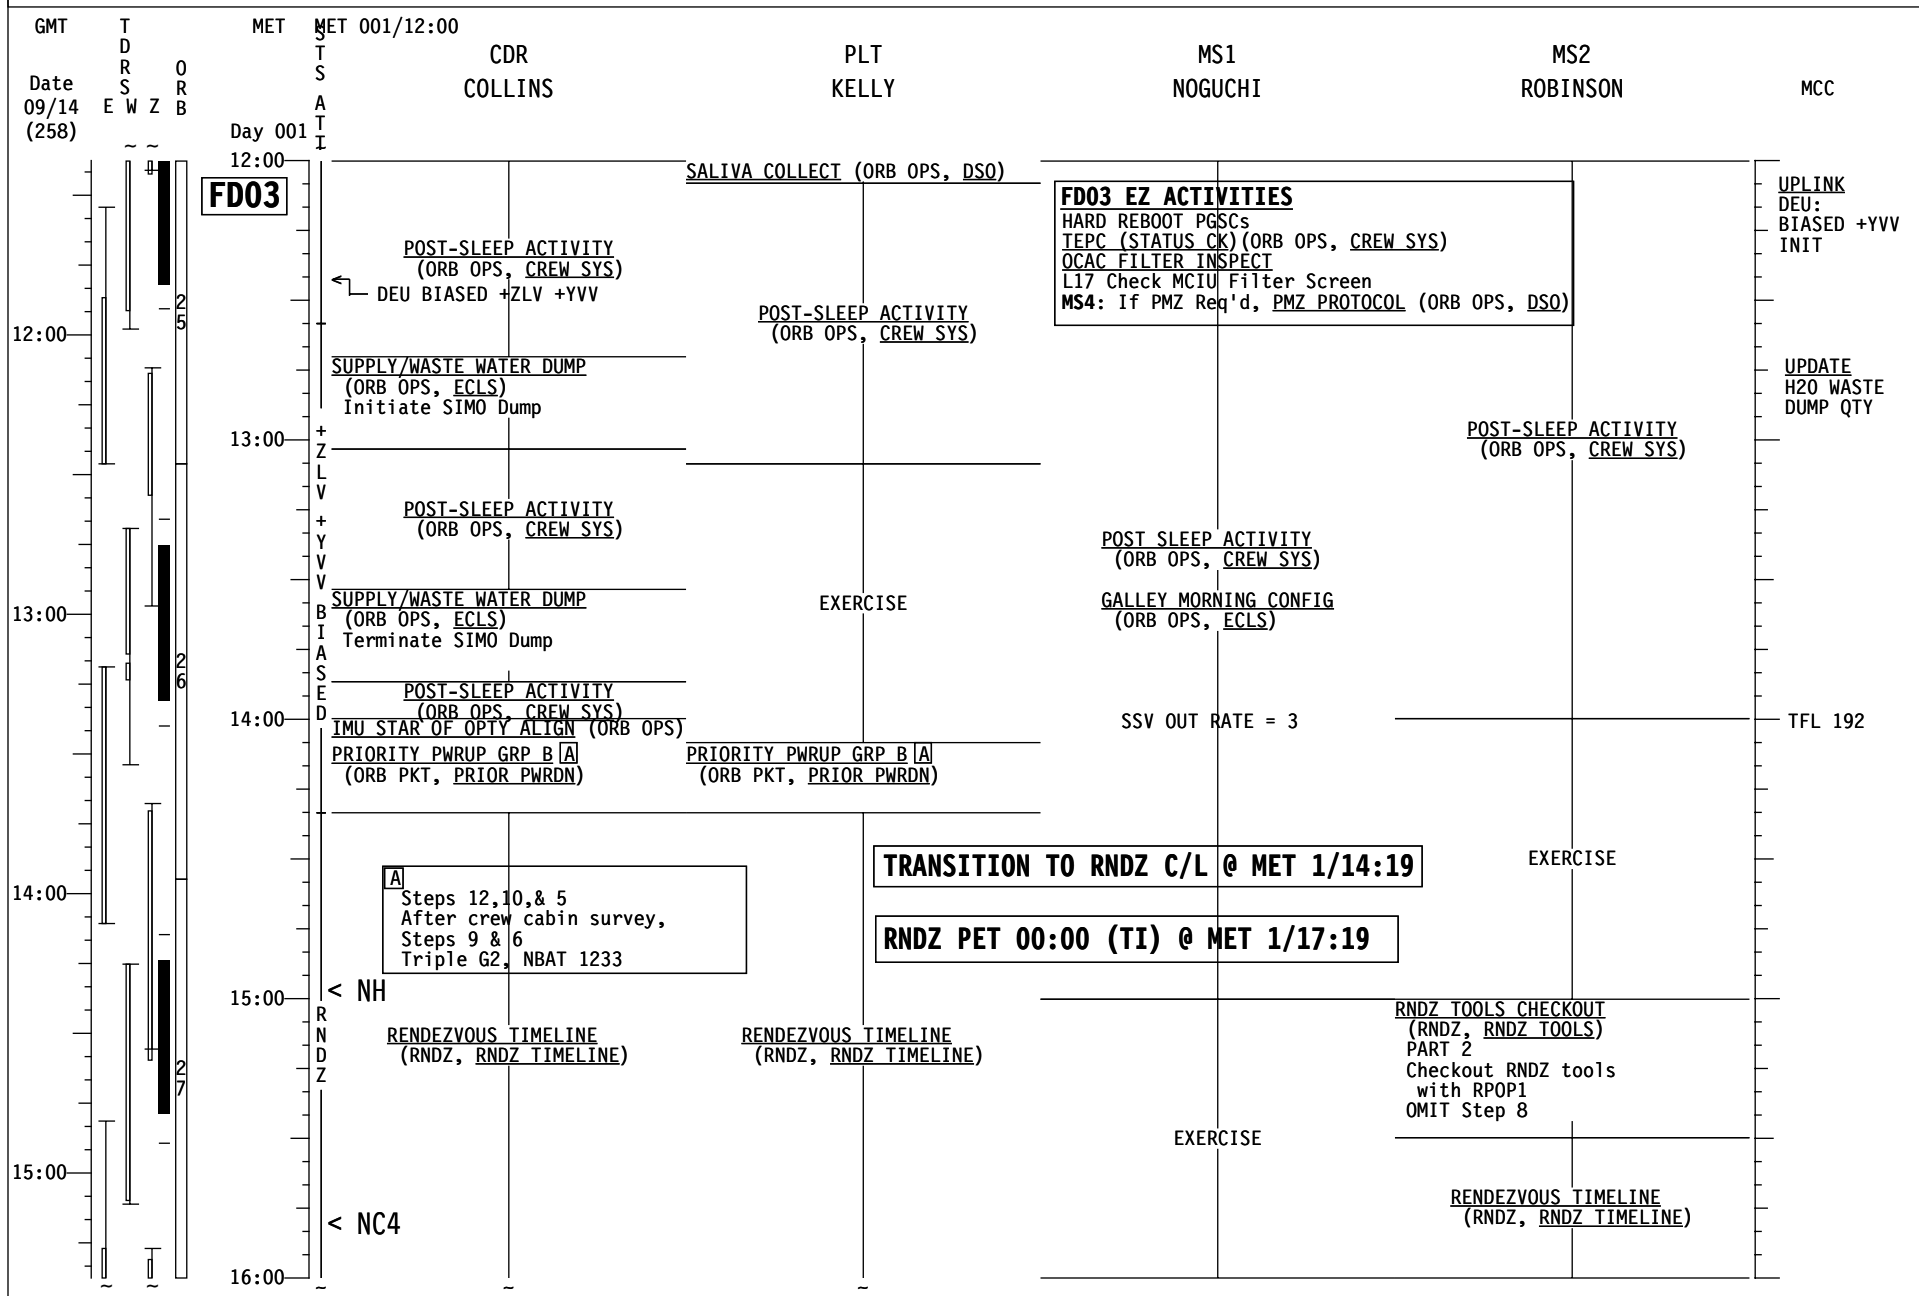 GMT
T
D
R
S
MET
MET 001/12:00
STS ATT
CDR
COLLINS
PLT
KELLY
MS1
NOGUCHI
MS2
ROBINSON
MCC
Date
09/14
(258)
E W Z
O
R
B
Day 001
~ ~
12:00
FD03
SALIVA COLLECT (ORB OPS, DSO)
FD03 EZ ACTIVITIES
HARD REBOOT PGSCs
TEPC (STATUS CK)(ORB OPS, CREW SYS)
OCAC FILTER INSPECT
L17 Check MCIU Filter Screen
MS4: If PMZ Req'd, PMZ PROTOCOL (ORB OPS, DSO)
UPLINK
DEU:
BIASED +YVV
INIT
POST-SLEEP ACTIVITY
(ORB OPS, CREW SYS)
DEU BIASED +ZLV +YVV
25
12:00
POST-SLEEP ACTIVITY
(ORB OPS, CREW SYS)
SUPPLY/WASTE WATER DUMP
(ORB OPS, ECLS)
Initiate SIMO Dump
UPDATE
H2O WASTE
DUMP QTY
13:00
+ZLV +YVV BIASED
POST-SLEEP ACTIVITY
(ORB OPS, CREW SYS)
POST-SLEEP ACTIVITY
(ORB OPS, CREW SYS)
POST SLEEP ACTIVITY
(ORB OPS, CREW SYS)
13:00
SUPPLY/WASTE WATER DUMP
(ORB OPS, ECLS)
Terminate SIMO Dump
EXERCISE
GALLEY MORNING CONFIG
(ORB OPS, ECLS)
26
POST-SLEEP ACTIVITY
(ORB OPS, CREW SYS)
14:00
IMU STAR OF OPTY ALIGN (ORB OPS)
SSV OUT RATE = 3
TFL 192
PRIORITY PWRUP GRP B A
(ORB PKT, PRIOR PWRDN)
PRIORITY PWRUP GRP B A
(ORB PKT, PRIOR PWRDN)
TRANSITION TO RNDZ C/L @ MET 1/14:19
EXERCISE
14:00
A
Steps 12,10,& 5
After crew cabin survey,
Steps 9 & 6
Triple G2, NBAT 1233
RNDZ PET 00:00 (TI) @ MET 1/17:19
15:00
< NH
RNDZ
RENDEZVOUS TIMELINE
(RNDZ, RNDZ TIMELINE)
RENDEZVOUS TIMELINE
(RNDZ, RNDZ TIMELINE)
RNDZ TOOLS CHECKOUT
(RNDZ, RNDZ TOOLS)
PART 2
Checkout RNDZ tools
with RPOP1
OMIT Step 8
27
EXERCISE
15:00
RENDEZVOUS TIMELINE
(RNDZ, RNDZ TIMELINE)
< NC4
16:00
~ ~ ~ ~ ~